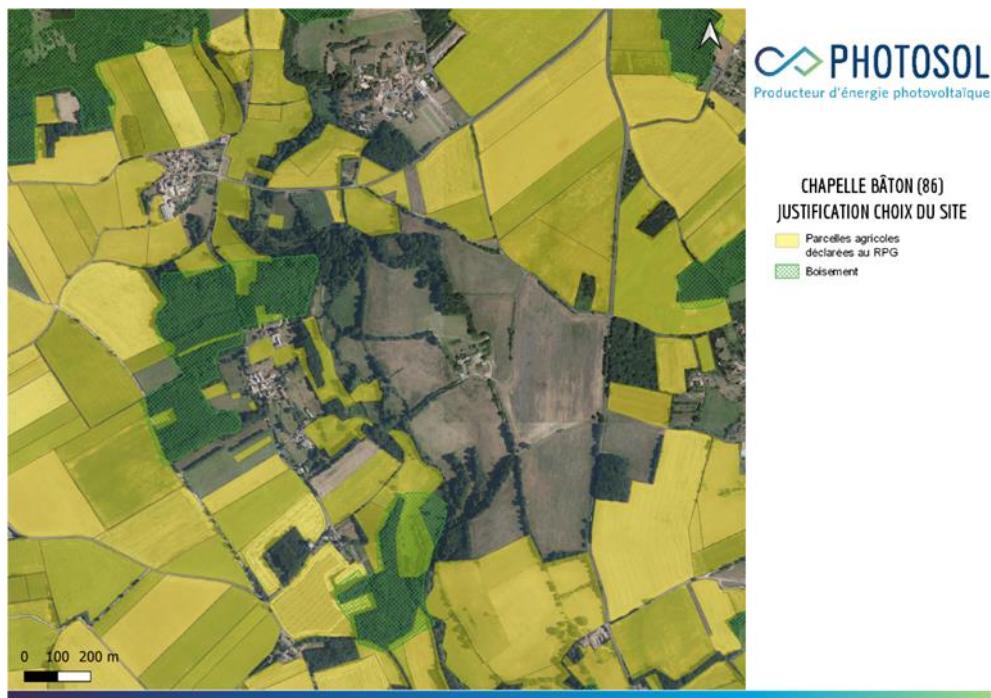 PHOTOSOL
Producteur d'énergie photovoltaïque
CHAPELLE BÂTON (86)
JUSTIFICATION CHOIX DU SITE
Parcelles agricoles
déclarées au RPG
Boisement
0 100 200 m